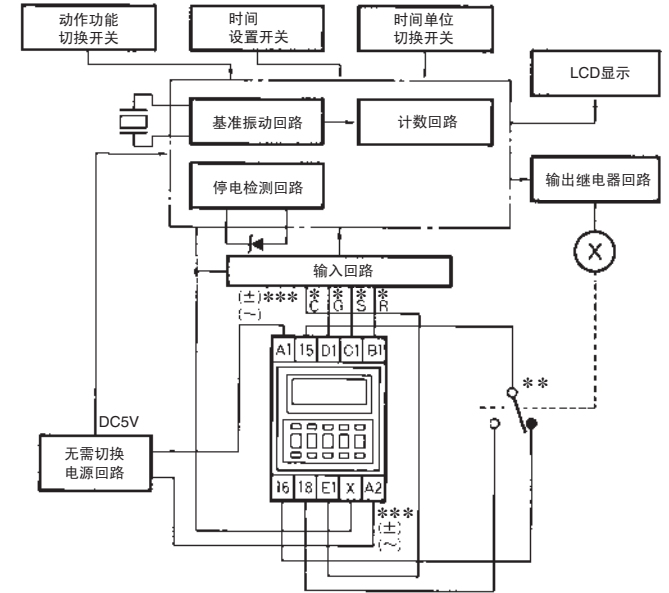 动作功能
切换开关
时间
设置开关
时间单位
切换开关
LCD显示
基准振动回路
计数回路
停电检测回路
输出继电器回路
X
输入回路
(±)
(~)
***
*
C
*
G
*
S
*
R
A1 15 D1 C1 B1
**
DC5V
无需切换
电源回路
16 18 E1 X A2
***
(±)
(~)